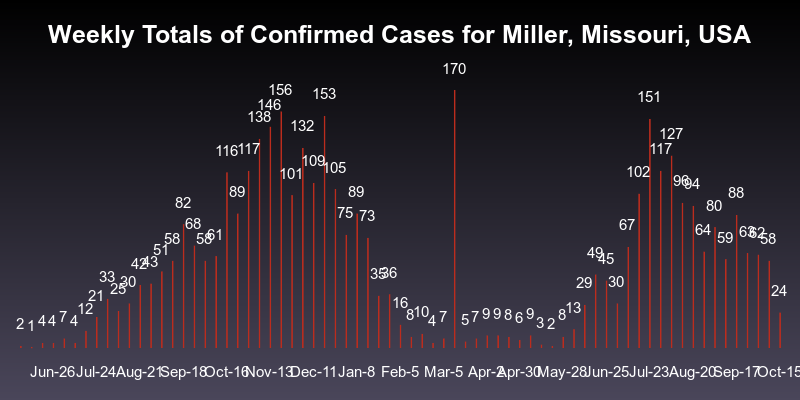 Weekly Totals of Confirmed Cases for Miller, Missouri, USA
2 1 4 4 7 4 12 21 33 25 30 42 43 51 58 82 68 58 61 116 89 117 138 146 156 101 132 109 153 105 75 89 73 35 36 16 8 10 4 7 170 5 7 9 9 8 6 9 3 2 8 13 29 49 45 30 67 102 151 117 127 96 94 64 80 59 88 63 62 58 24
Jun-26 Jul-24 Aug-21 Sep-18 Oct-16 Nov-13 Dec-11 Jan-8 Feb-5 Mar-5 Apr-2 Apr-30 May-28 Jun-25 Jul-23 Aug-20 Sep-17 Oct-15